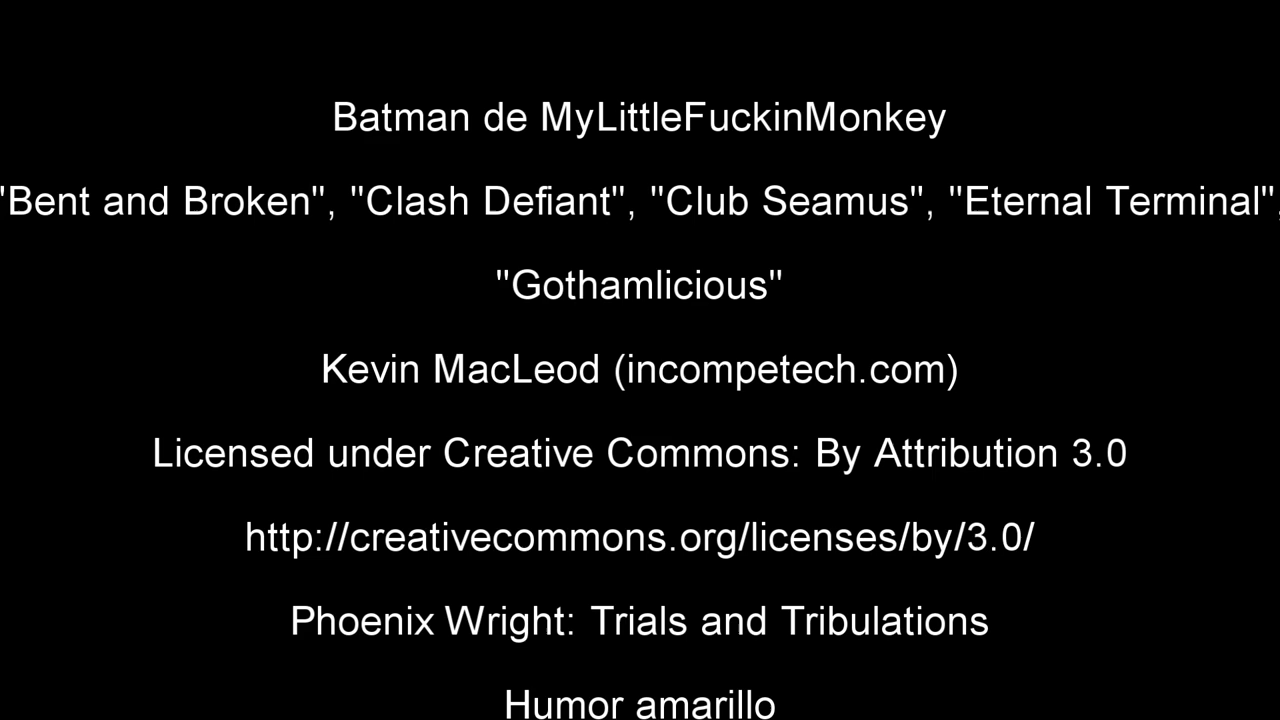 Batman de MyLittleFuckinMonkey
"Bent and Broken", "Clash Defiant", "Club Seamus", "Eternal Terminal",
"Gothamlicious"
Kevin MacLeod (incompetech.com)
Licensed under Creative Commons: By Attribution 3.0
http://creativecommons.org/licenses/by/3.0/
Phoenix Wright: Trials and Tribulations
Humor amarillo